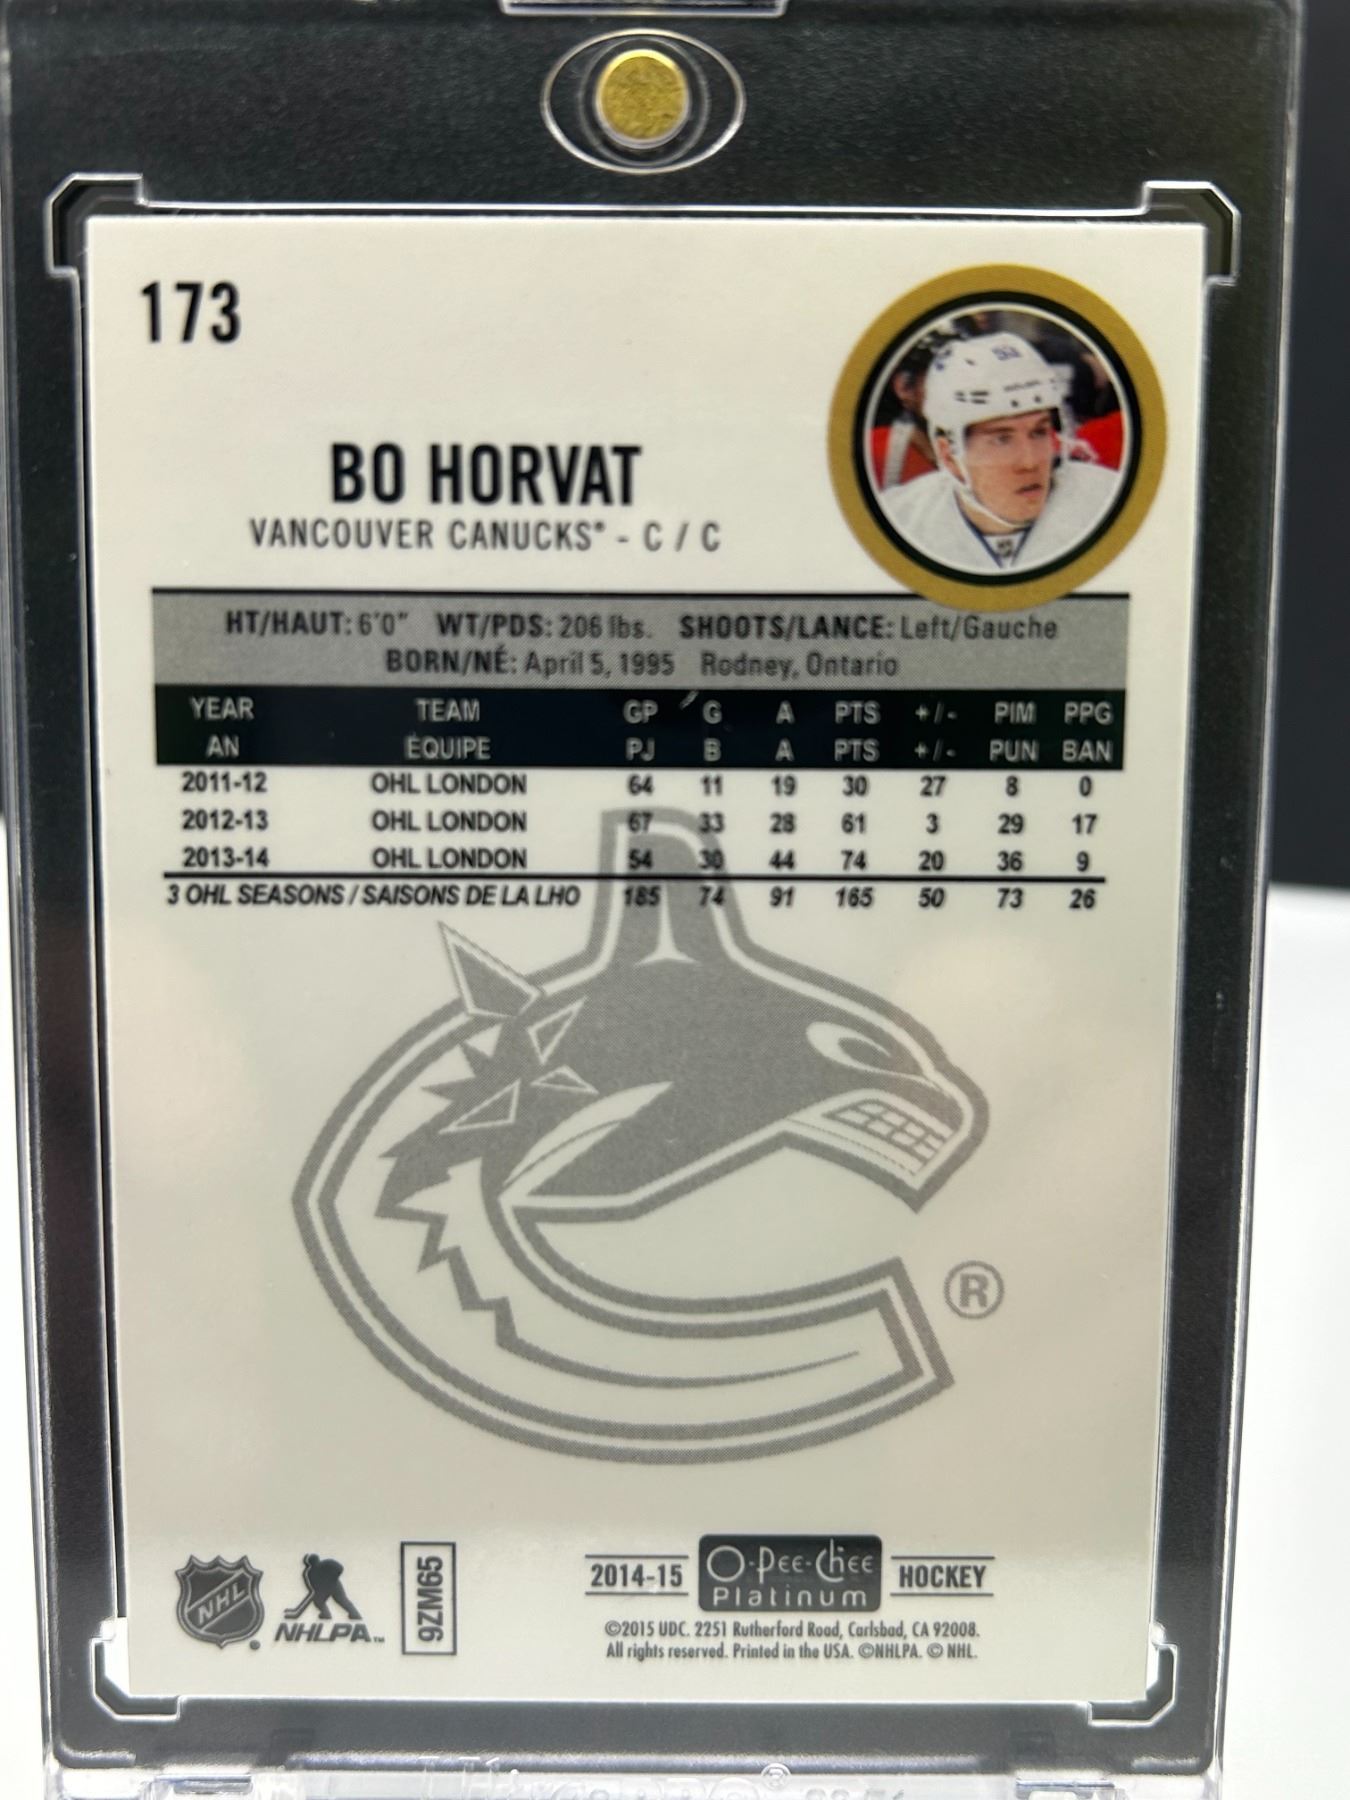 173
BO HORVAT
VANCOUVER CANUCKS® - C / C
HT/HAUT: 6'0" WT/PDS: 206 lbs. SHOOTS/LANCE: Left/Gauche
BORN/NÉ: April 5, 1995 Rodney, Ontario
YEAR TEAM GP G A PTS +/- PIM PPG
AN ÉQUIPE PJ B A PTS +/- PUN BAN
2011-12 OHL LONDON 64 11 19 30 27 8 0
2012-13 OHL LONDON 67 33 28 61 3 29 17
2013-14 OHL LONDON 54 30 44 74 20 36 9
3 OHL SEASONS / SAISONS DE LA LHO 185 74 91 165 50 73 26
®
NHL® NHLPA™ 9ZM65
2014-15 O-Pee-Chee Platinum HOCKEY
©2015 UDC. 2251 Rutherford Road, Carlsbad, CA 92008.
All rights reserved. Printed in the USA. ©NHLPA. © NHL.